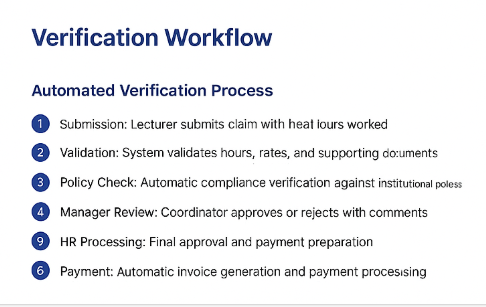 Verification Workflow
Automated Verification Process
1 Submission: Lecturer submits claim with heat lours worked
2 Validation: System validates hours, rates, and supporting do:uments
3 Policy Check: Automatic compliance verification against institutional poless
4 Manager Review: Coordinator approves or rejects with comments
9 HR Processing: Final approval and payment preparation
6 Payment: Automatic invoice generation and payment processing